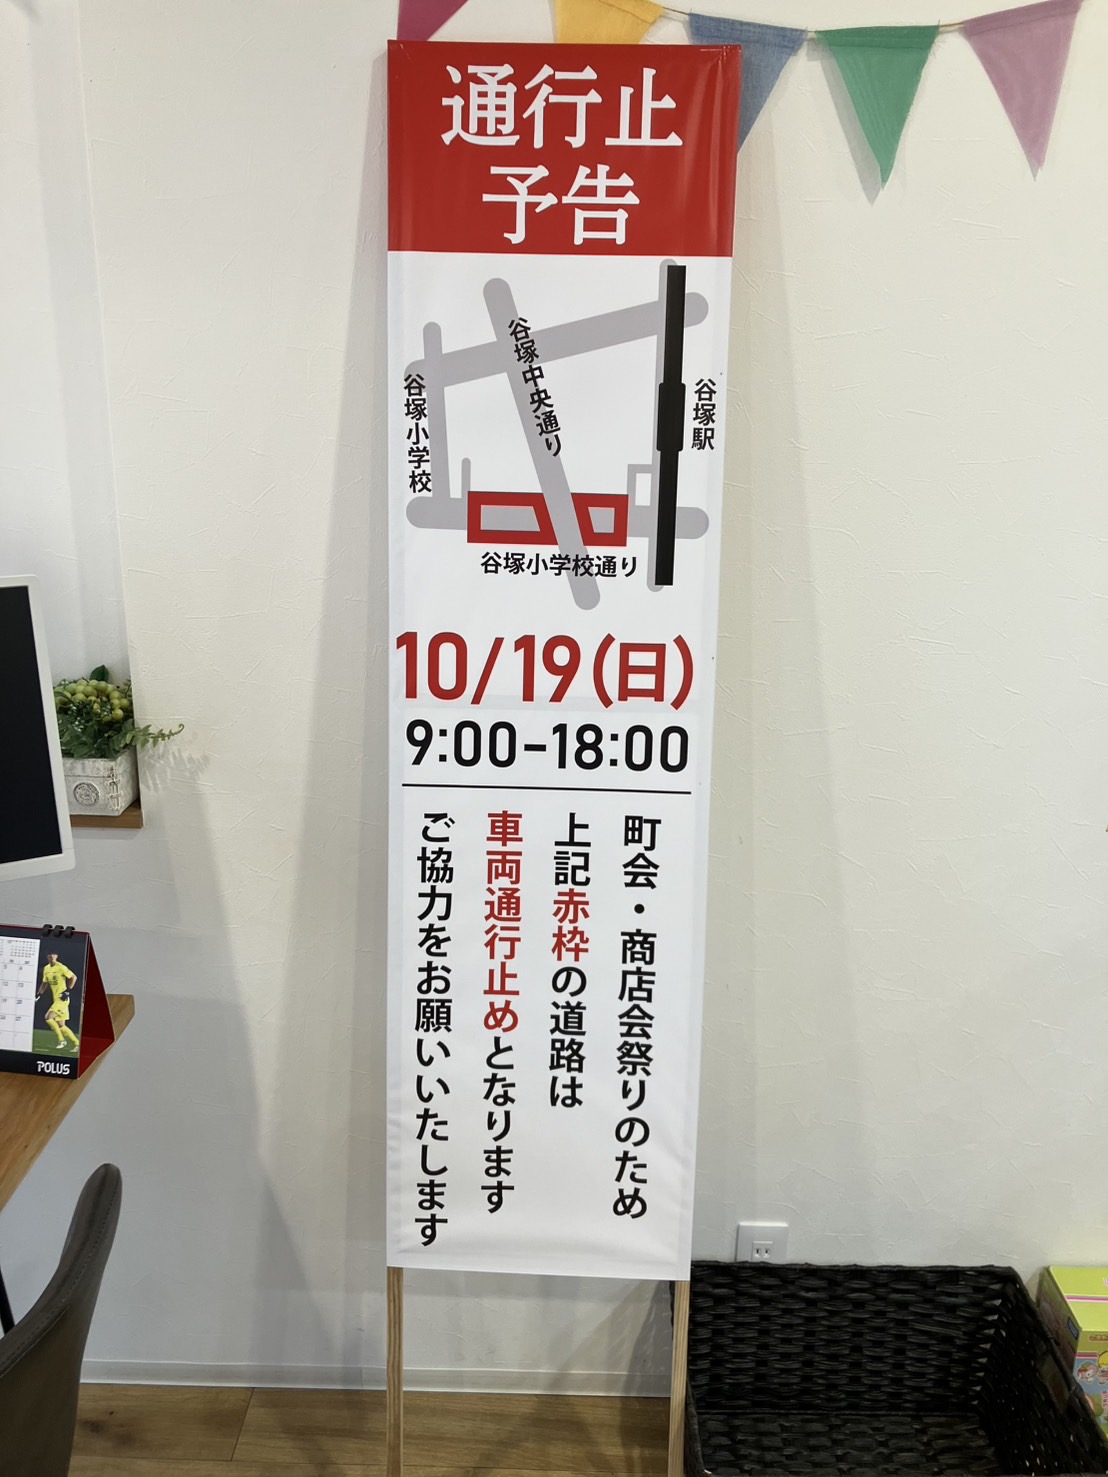 通行止
予告
谷塚中央通り
谷塚小学校
谷塚駅
谷塚小学校通り
10/19(日)
9:00-18:00
町会・商店会祭りのため
上記赤枠の道路は
車両通行止めとなります
ご協力をお願いいたします
POLUS